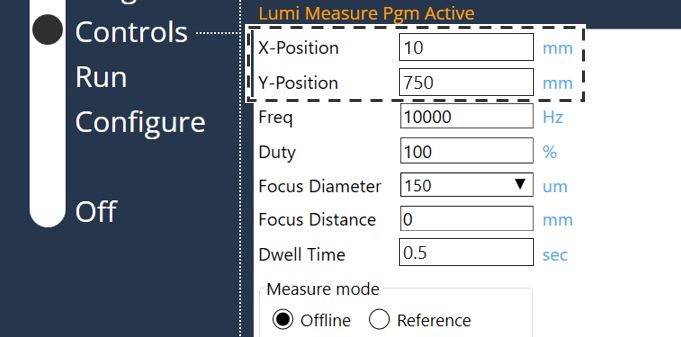 Lumi Measure Pgm Active
Controls
Run
Configure
Off
X-Position 10 mm
Y-Position 750 mm
Freq 10000 Hz
Duty 100 %
Focus Diameter 150 um
Focus Distance 0 mm
Dwell Time 0.5 sec
Measure mode
Offline Reference